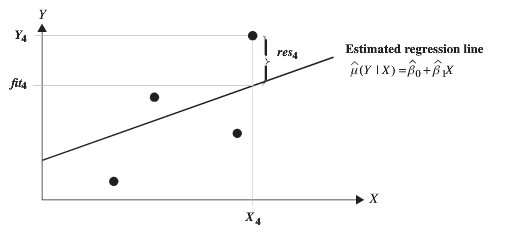 Y
Y₄
res₄
Estimated regression line
μ̂(Y | X) = β̂₀ + β̂₁X
fit₄
X
X₄